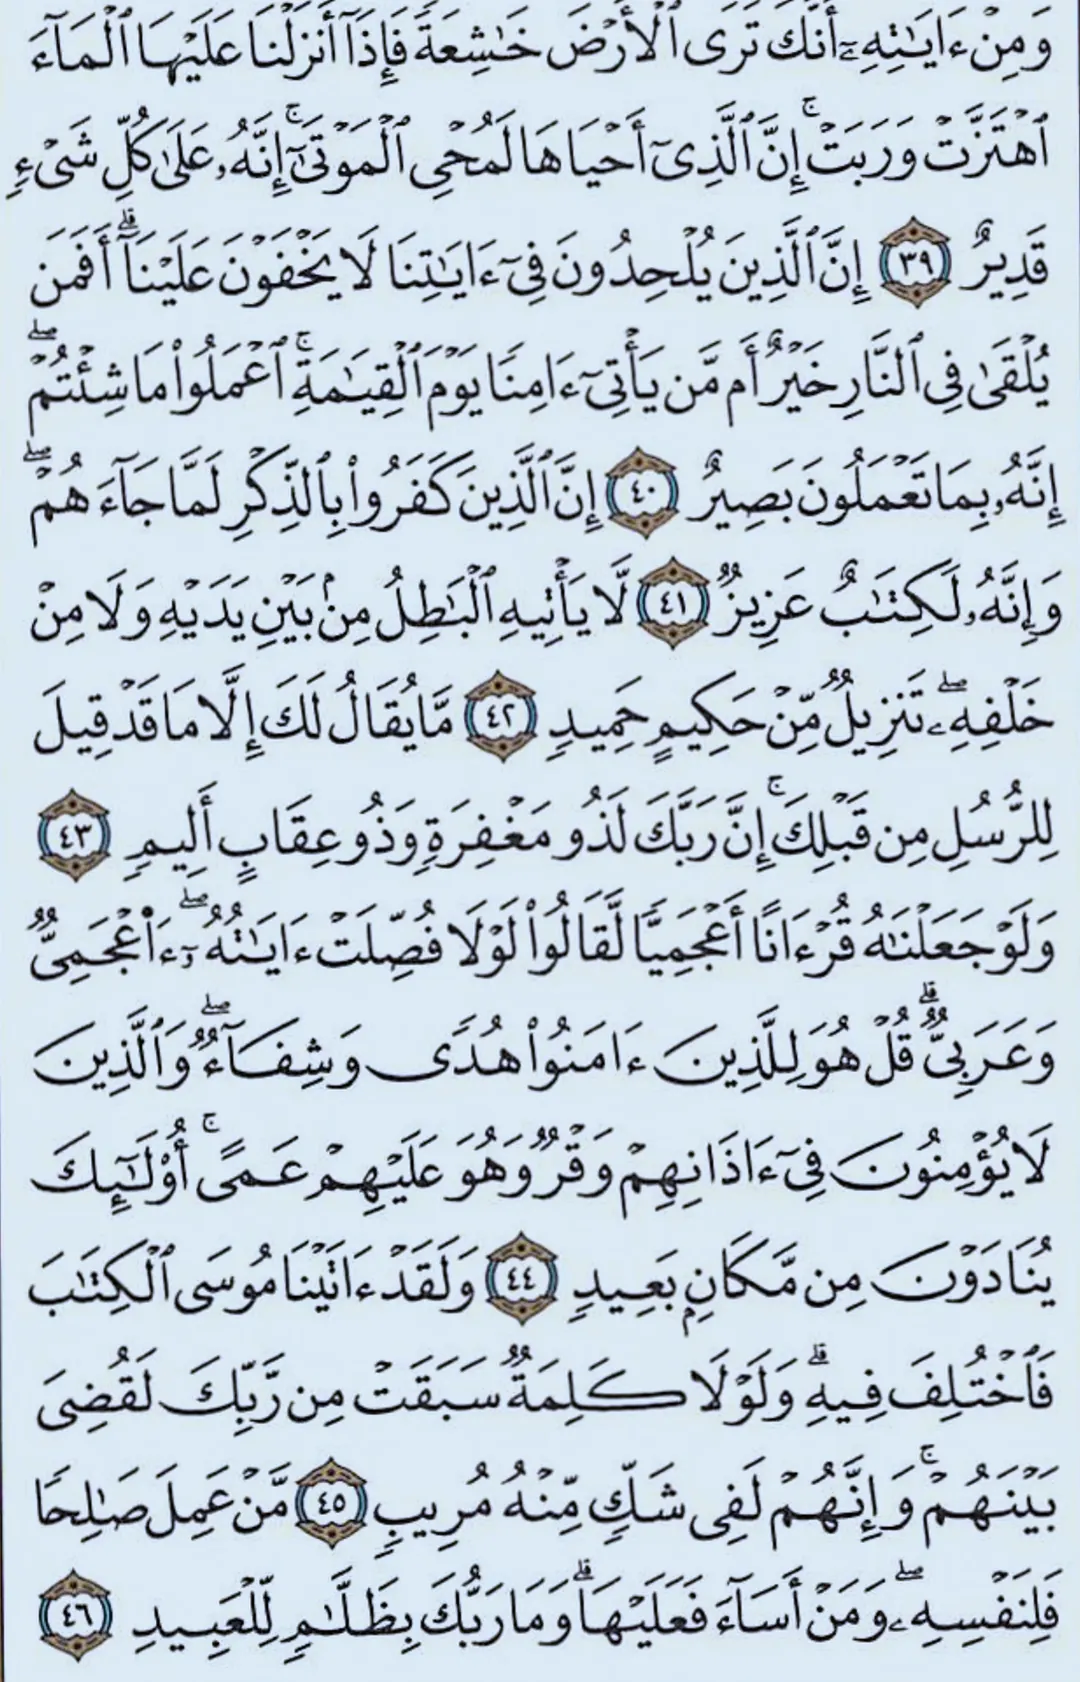 وَمِنْ ءَايَـٰتِهِۦٓ أَنَّكَ تَرَى ٱلْأَرْضَ خَـٰشِعَةً فَإِذَآ أَنزَلْنَا عَلَيْهَا ٱلْمَآءَ
ٱهْتَزَّتْ وَرَبَتْ ۚ إِنَّ ٱلَّذِىٓ أَحْيَاهَا لَمُحْىِ ٱلْمَوْتَىٰٓ ۚ إِنَّهُۥ عَلَىٰ كُلِّ شَىْءٍ
قَدِيرٌ ٣٩ إِنَّ ٱلَّذِينَ يُلْحِدُونَ فِىٓ ءَايَـٰتِنَا لَا يَخْفَوْنَ عَلَيْنَآ ۗ أَفَمَن
يُلْقَىٰ فِى ٱلنَّارِ خَيْرٌ أَم مَّن يَأْتِىٓ ءَامِنًا يَوْمَ ٱلْقِيَـٰمَةِ ۚ ٱعْمَلُوا۟ مَا شِئْتُمْ ۖ
إِنَّهُۥ بِمَا تَعْمَلُونَ بَصِيرٌ ٤٠ إِنَّ ٱلَّذِينَ كَفَرُوا۟ بِٱلذِّكْرِ لَمَّا جَآءَهُمْ ۖ
وَإِنَّهُۥ لَكِتَـٰبٌ عَزِيزٌ ٤١ لَّا يَأْتِيهِ ٱلْبَـٰطِلُ مِنۢ بَيْنِ يَدَيْهِ وَلَا مِنْ
خَلْفِهِۦ ۖ تَنزِيلٌ مِّنْ حَكِيمٍ حَمِيدٍ ٤٢ مَّا يُقَالُ لَكَ إِلَّا مَا قَدْ قِيلَ
لِلرُّسُلِ مِن قَبْلِكَ ۚ إِنَّ رَبَّكَ لَذُو مَغْفِرَةٍ وَذُو عِقَابٍ أَلِيمٍ ٤٣
وَلَوْ جَعَلْنَـٰهُ قُرْءَانًا أَعْجَمِيًّا لَّقَالُوا۟ لَوْلَا فُصِّلَتْ ءَايَـٰتُهُۥٓ ۖ ءَا۬عْجَمِىٌّ
وَعَرَبِىٌّ ۗ قُلْ هُوَ لِلَّذِينَ ءَامَنُوا۟ هُدًى وَشِفَآءٌ ۖ وَٱلَّذِينَ
لَا يُؤْمِنُونَ فِىٓ ءَاذَانِهِمْ وَقْرٌ وَهُوَ عَلَيْهِمْ عَمًى ۚ أُو۟لَـٰٓئِكَ
يُنَادَوْنَ مِن مَّكَانٍۭ بَعِيدٍ ٤٤ وَلَقَدْ ءَاتَيْنَا مُوسَى ٱلْكِتَـٰبَ
فَٱخْتُلِفَ فِيهِ ۗ وَلَوْلَا كَلِمَةٌ سَبَقَتْ مِن رَّبِّكَ لَقُضِىَ
بَيْنَهُمْ ۚ وَإِنَّهُمْ لَفِى شَكٍّ مِّنْهُ مُرِيبٍ ٤٥ مَّنْ عَمِلَ صَـٰلِحًا
فَلِنَفْسِهِۦ ۖ وَمَنْ أَسَآءَ فَعَلَيْهَا ۗ وَمَا رَبُّكَ بِظَلَّـٰمٍ لِّلْعَبِيدِ ٤٦